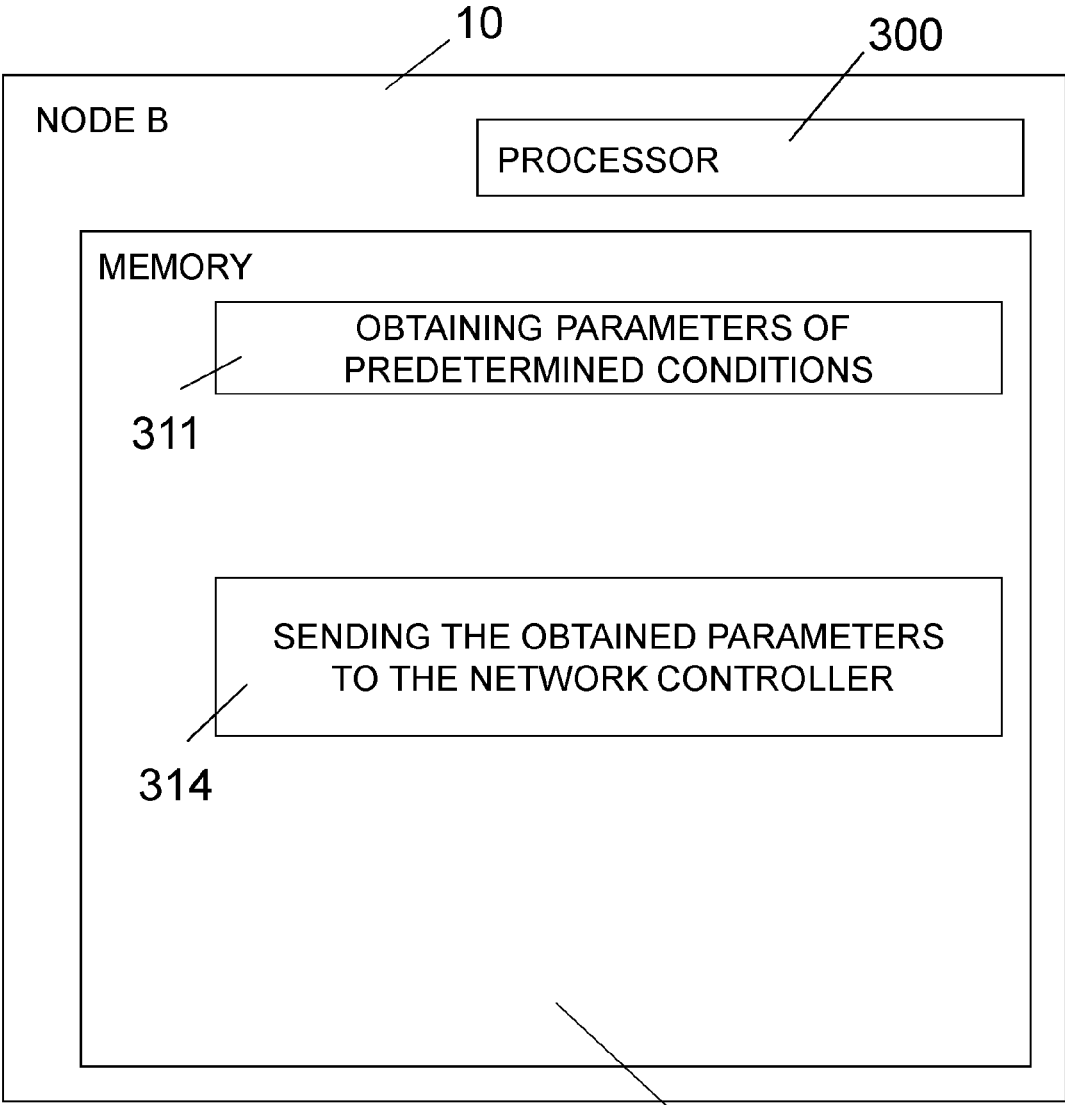 10
300
NODE B
PROCESSOR
MEMORY
OBTAINING PARAMETERS OF
PREDETERMINED CONDITIONS
311
SENDING THE OBTAINED PARAMETERS
TO THE NETWORK CONTROLLER
314